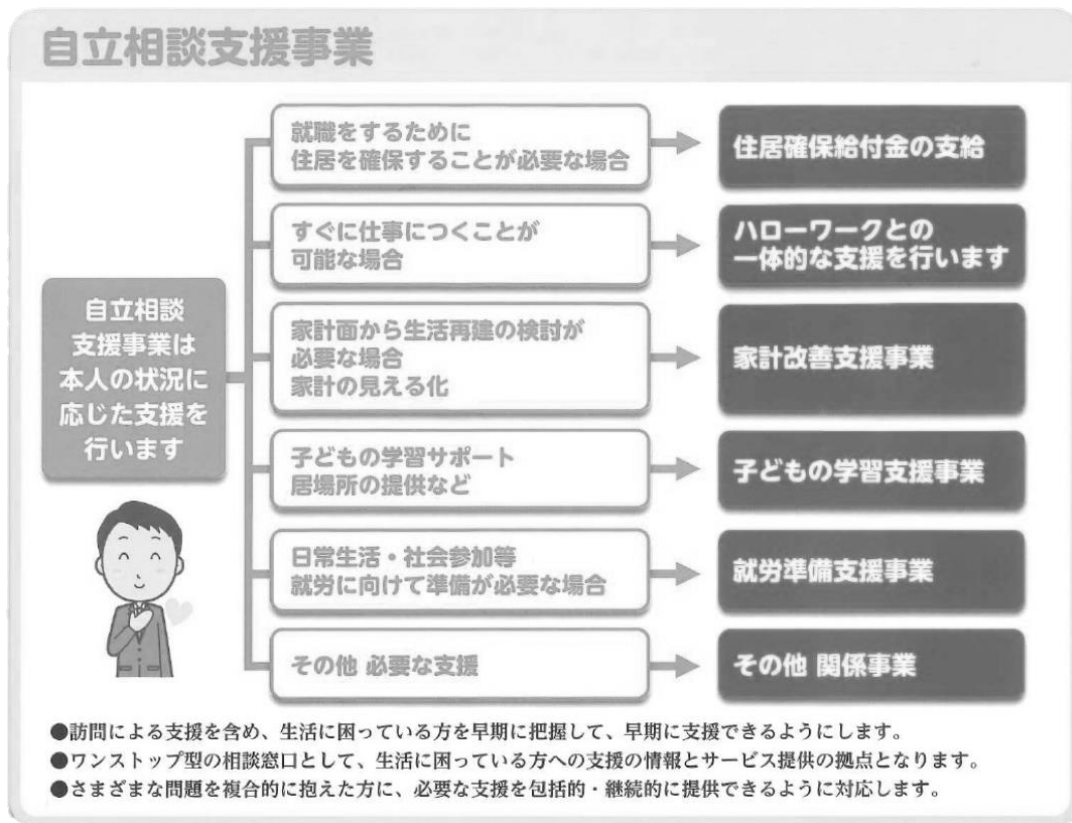 自立相談支援事業
自立相談
支援事業は
本人の状況に
応じた支援を
行います
就職をするために
住居を確保することが必要な場合
住居確保給付金の支給
すぐに仕事につくことが
可能な場合
ハローワークとの
一体的な支援を行います
家計面から生活再建の検討が
必要な場合
家計の見える化
家計改善支援事業
子どもの学習サポート
居場所の提供など
子どもの学習支援事業
日常生活・社会参加等
就労に向けて準備が必要な場合
就労準備支援事業
その他 必要な支援
その他 関係事業
●訪問による支援を含め、生活に困っている方を早期に把握して、早期に支援できるようにします。
●ワンストップ型の相談窓口として、生活に困っている方への支援の情報とサービス提供の拠点となります。
●さまざまな問題を複合的に抱えた方に、必要な支援を包括的・継続的に提供できるように対応します。